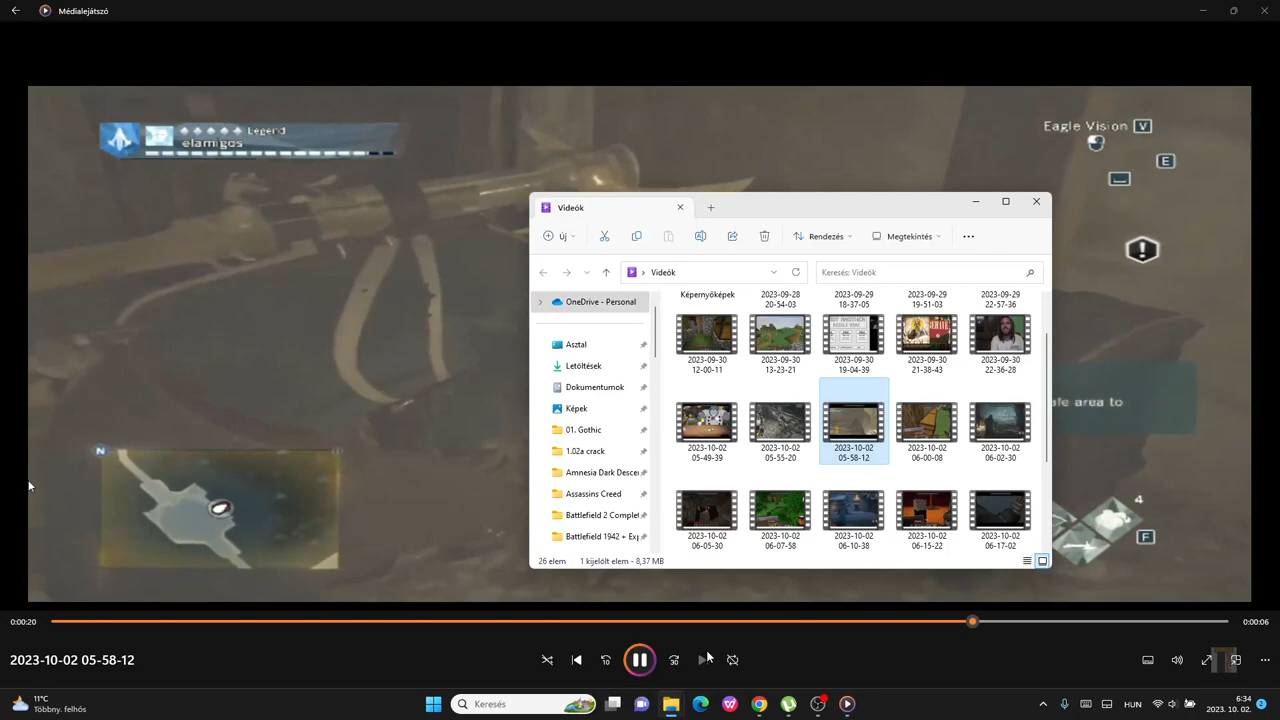 Médialejátszó
Legend
elamigos
Eagle Vision V
E
Videók
Új
Rendezés
Megtekintés
Videók
Keresés: Videók
OneDrive - Personal
Asztal
Letöltések
Dokumentumok
Képek
01. Gothic
1.02a crack
Amnesia Dark Desce
Assassins Creed
Battlefield 2 Complet
Battlefield 1942 + Exp
Képernyőképek
2023-09-28 20-54-03
2023-09-29 18-37-05
2023-09-29 19-51-03
2023-09-29 22-57-36
2023-09-30 12-00-11
2023-09-30 13-23-21
2023-09-30 19-04-39
2023-09-30 21-38-43
2023-09-30 22-36-28
2023-10-02 05-49-39
2023-10-02 05-55-20
2023-10-02 05-58-12
2023-10-02 06-00-08
2023-10-02 06-02-30
2023-10-02 06-05-30
2023-10-02 06-07-58
2023-10-02 06-10-38
2023-10-02 06-15-22
2023-10-02 06-17-02
26 elem
1 kijelölt elem - 8,37 MB
area to
N
4
F
0:00:20
0:00:06
2023-10-02 05-58-12
10
30
11°C
Többny. felhős
Keresés
HUN
6:34
2023. 10. 02.
2